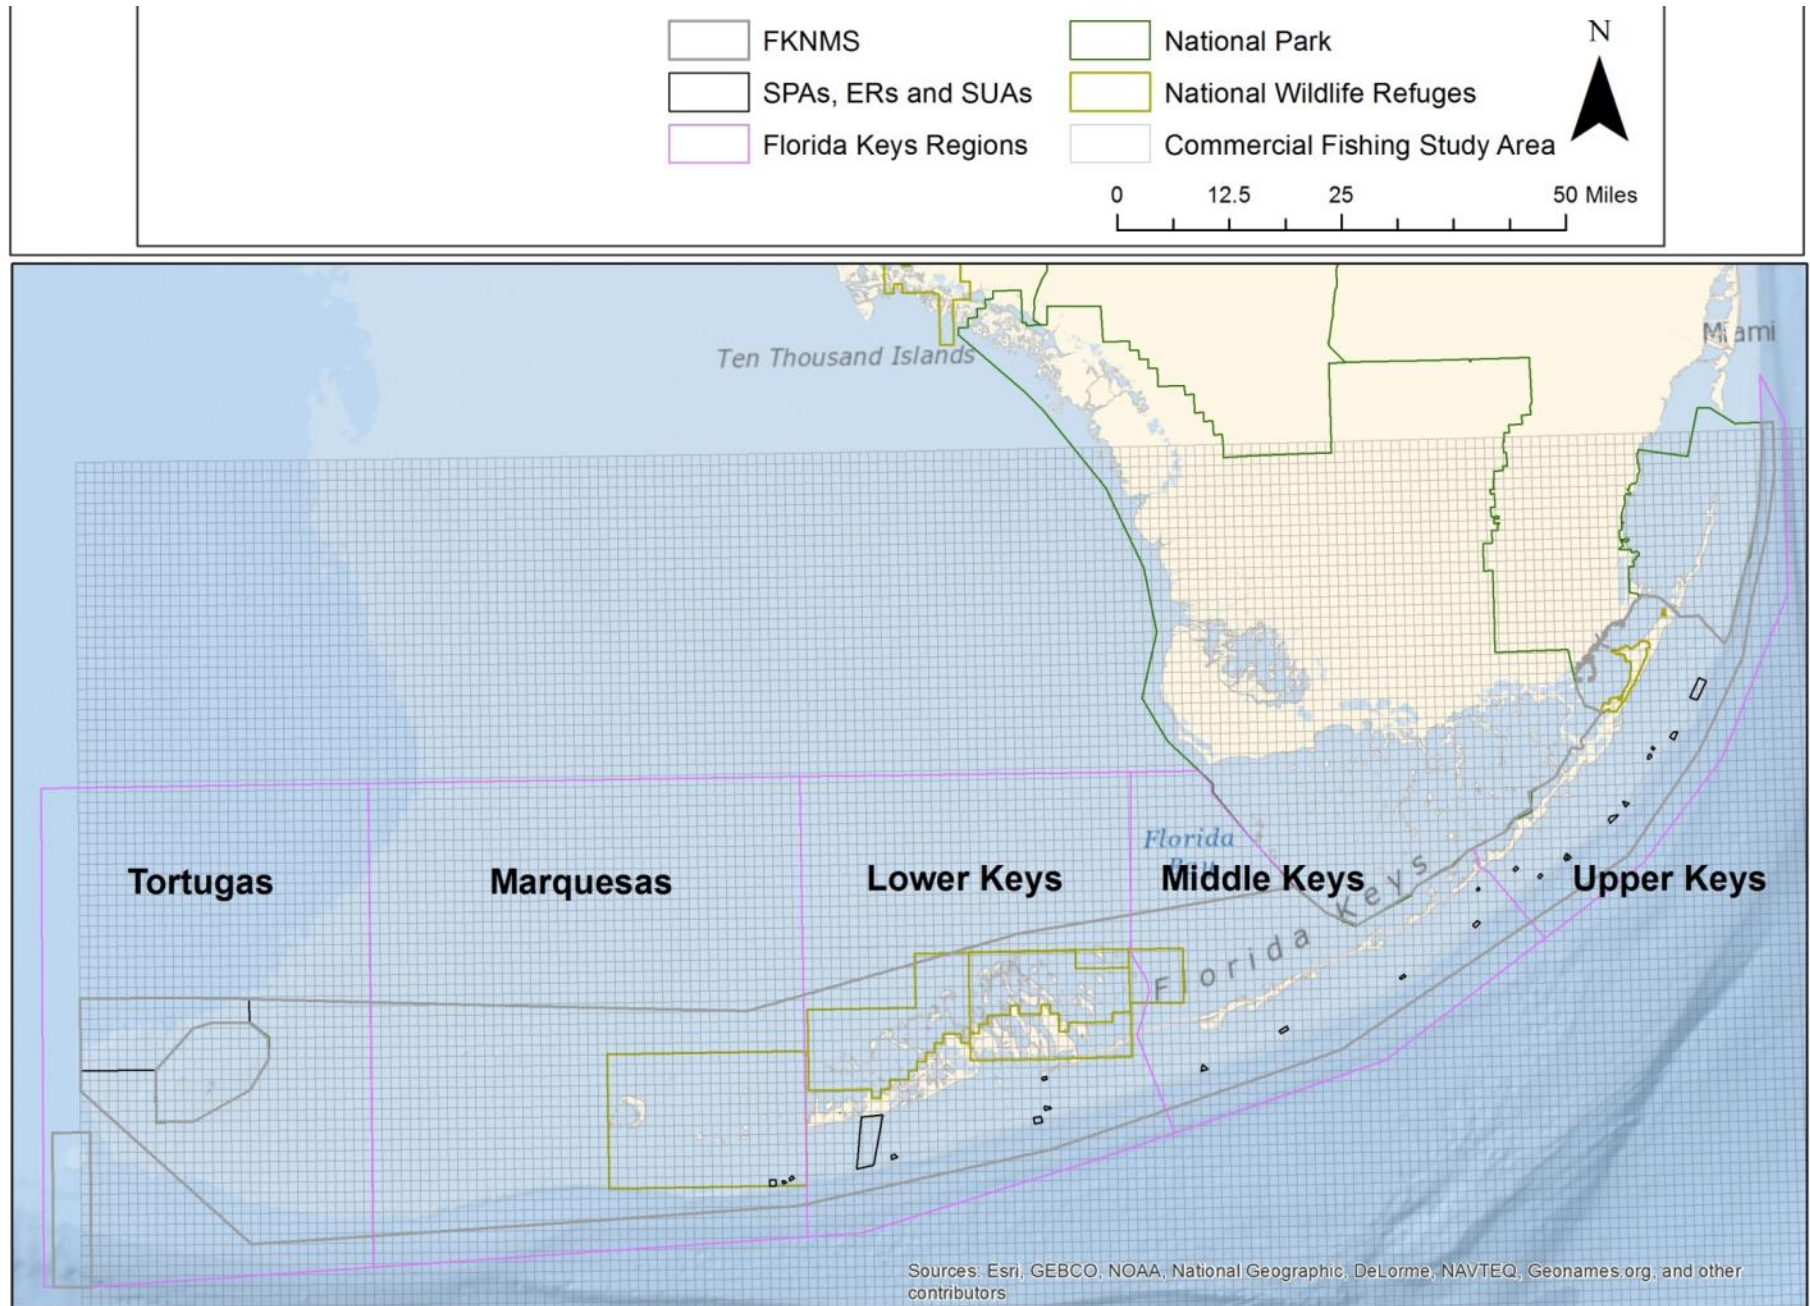 FKNMS
SPAs, ERs and SUAs
Florida Keys Regions
National Park
National Wildlife Refuges
Commercial Fishing Study Area
N
0 12.5 25 50 Miles
Miami
Ten Thousand Islands
Florida
Bay
Tortugas
Marquesas
Lower Keys
Middle Keys
Upper Keys
Florida Keys
Sources: Esri, GEBCO, NOAA, National Geographic, DeLorme, NAVTEQ, Geonames.org, and other
contributors